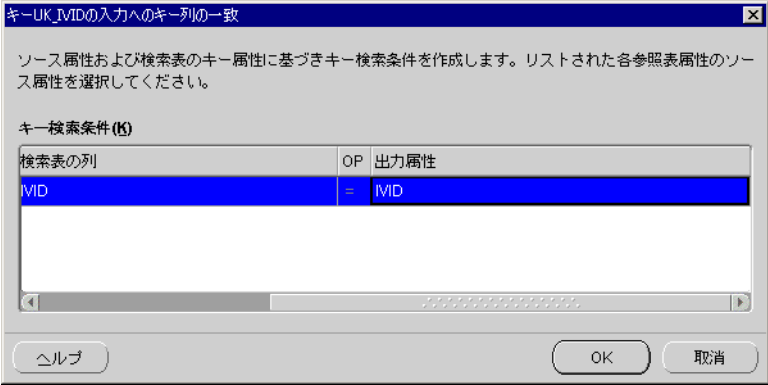 キーUK_IVIDの入力へのキー列の一致
ソース属性および検索表のキー属性に基づきキー検索条件を作成します。リストされた各参照表属性のソー
ス属性を選択してください。
キー検索条件(K)
検索表の列 OP 出力属性
IVID = IVID
ヘルプ OK 取消